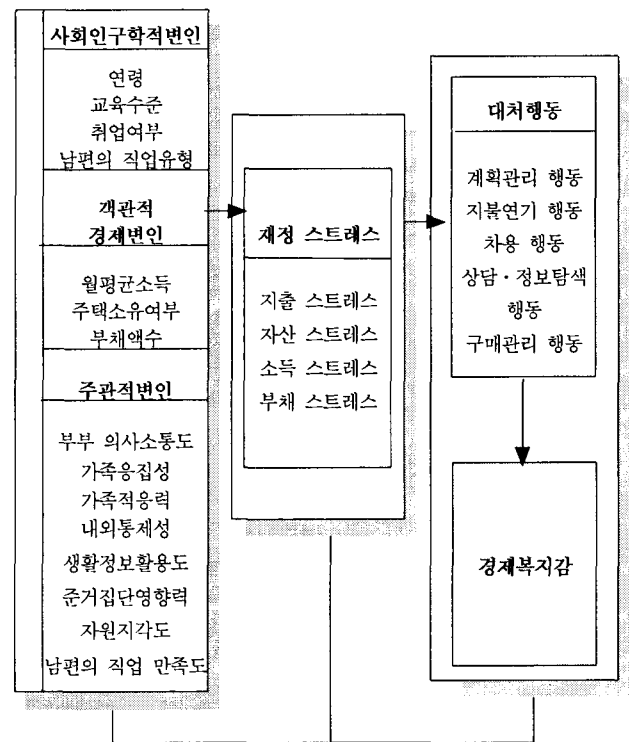 사회인구학적변인
연령
교육수준
취업여부
남편의 직업유형
객관적
경제변인
월평균소득
주택소유여부
부채액수
주관적변인
부부 의사소통도
가족응집성
가족적응력
내외통제성
생활정보활용도
준거집단영향력
자원지각도
남편의 직업 만족도
재정 스트레스
지출 스트레스
자산 스트레스
소득 스트레스
부채 스트레스
대처행동
계획관리 행동
지불연기 행동
차용 행동
상담·정보탐색
행동
구매관리 행동
경제복지감